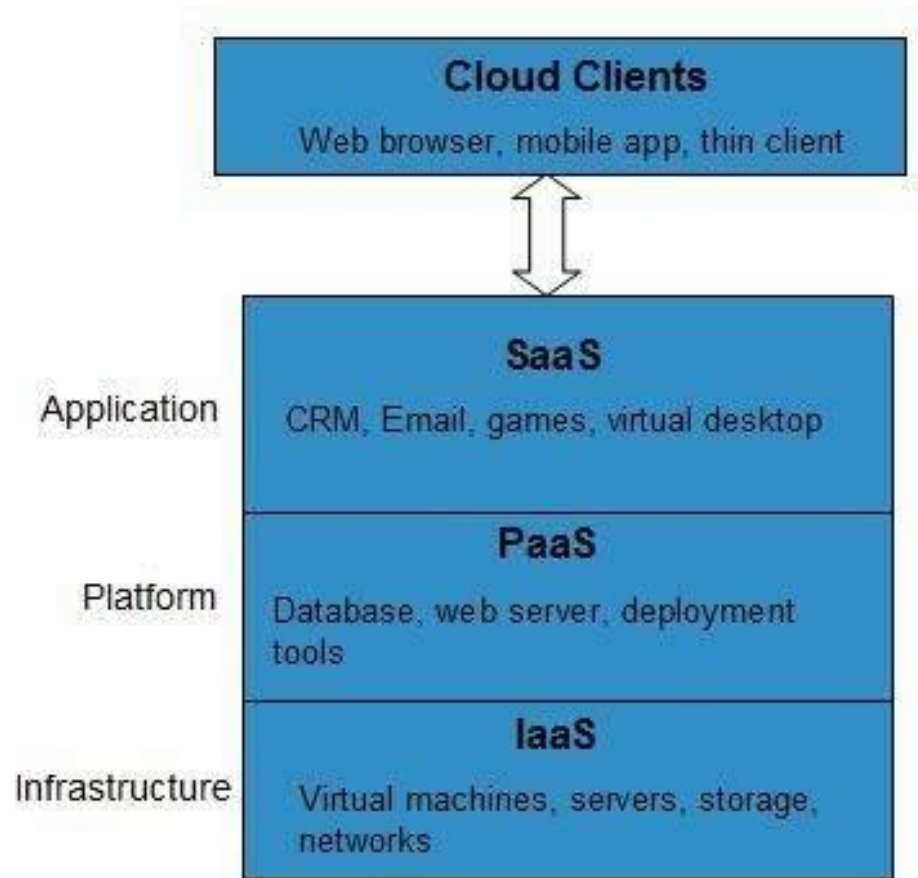 Cloud Clients
Web browser, mobile app, thin client
SaaS
Application
CRM, Email, games, virtual desktop
PaaS
Platform
Database, web server, deployment
tools
IaaS
Infrastructure
Virtual machines, servers, storage,
networks